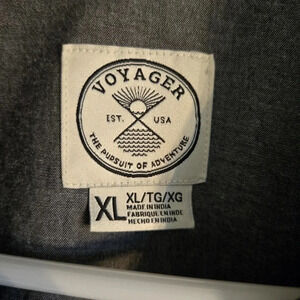 VOYAGER
EST. USA
THE PURSUIT OF ADVENTURE
XL XL/TG/XG
MADE IN INDIA
FABRIQUE EN INDE
HECHO EN INDIA